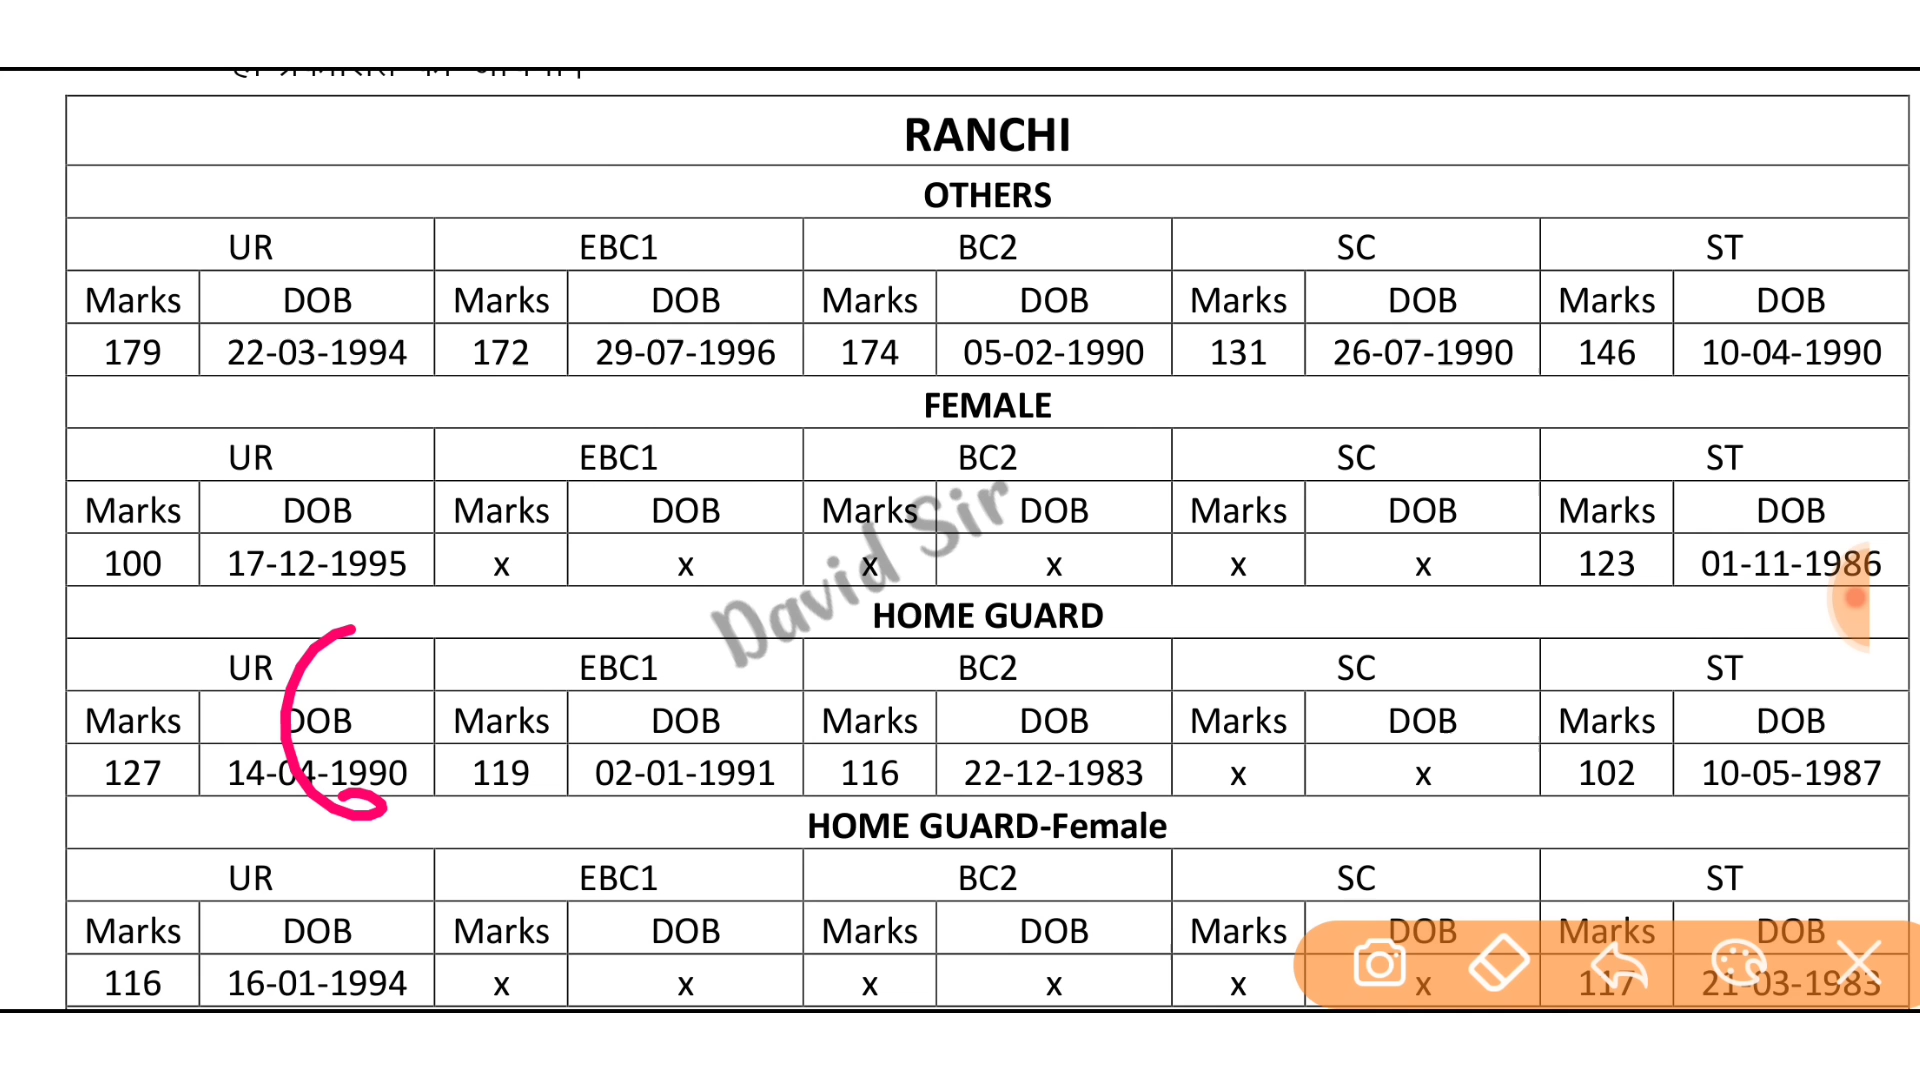 RANCHI
OTHERS
UR EBC1 BC2 SC ST
Marks DOB Marks DOB Marks DOB Marks DOB Marks DOB
179 22-03-1994 172 29-07-1996 174 05-02-1990 131 26-07-1990 146 10-04-1990
FEMALE
UR EBC1 BC2 SC ST
Marks DOB Marks DOB Marks DOB Marks DOB Marks DOB
100 17-12-1995 x x x x x x 123 01-11-1986
David Sir
HOME GUARD
UR EBC1 BC2 SC ST
Marks DOB Marks DOB Marks DOB Marks DOB Marks DOB
127 14-04-1990 119 02-01-1991 116 22-12-1983 x x 102 10-05-1987
HOME GUARD-Female
UR EBC1 BC2 SC ST
Marks DOB Marks DOB Marks DOB Marks DOB Marks DOB
116 16-01-1994 x x x x x x 117 21-03-1983